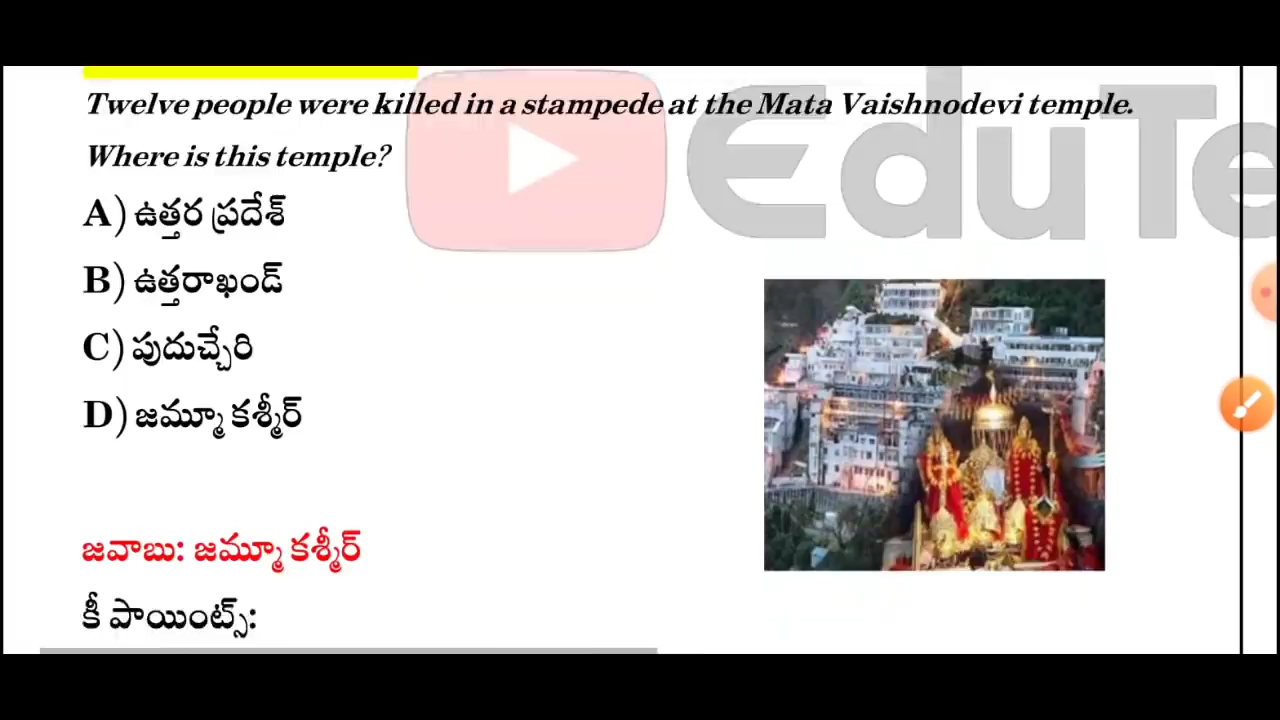 Twelve people were killed in a stampede at the Mata Vaishnodevi temple.
Where is this temple?
A) ఉత్తర ప్రదేశ్
B) ఉత్తరాఖండ్
C) పుదుచ్చేరి
D) జమ్మూ కశ్మీర్
జవాబు: జమ్మూ కశ్మీర్
కీ పాయింట్స్:
EduTe